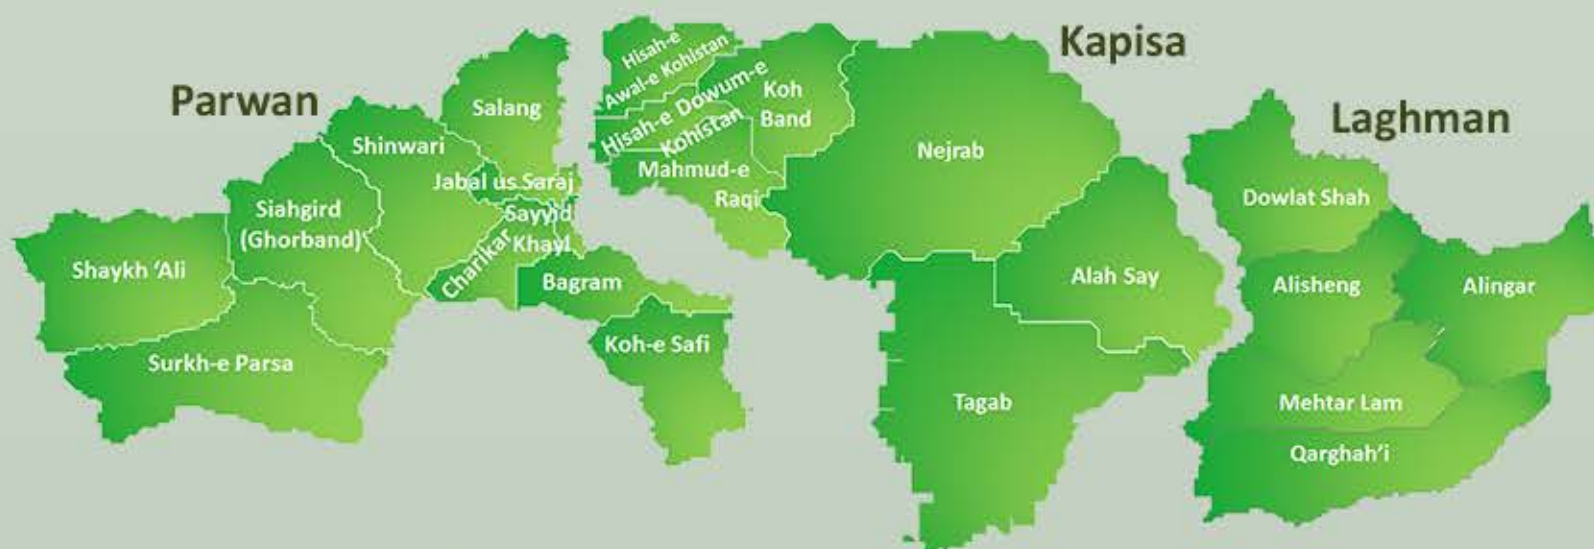 Parwan
Salang
Shinwari
Jabal us Saraj
Siahgird
(Ghorband)
Sayyid
Khayl
Charikar
Shaykh ‘Ali
Bagram
Surkh-e Parsa
Koh-e Safi
Kapisa
Hisah-e
Awal-e Kohistan
Hisah-e Dowum-e
Kohistan
Koh
Band
Mahmud-e
Raqi
Nejrab
Alah Say
Tagab
Laghman
Dowlat Shah
Alisheng
Alingar
Mehtar Lam
Qarghah’i